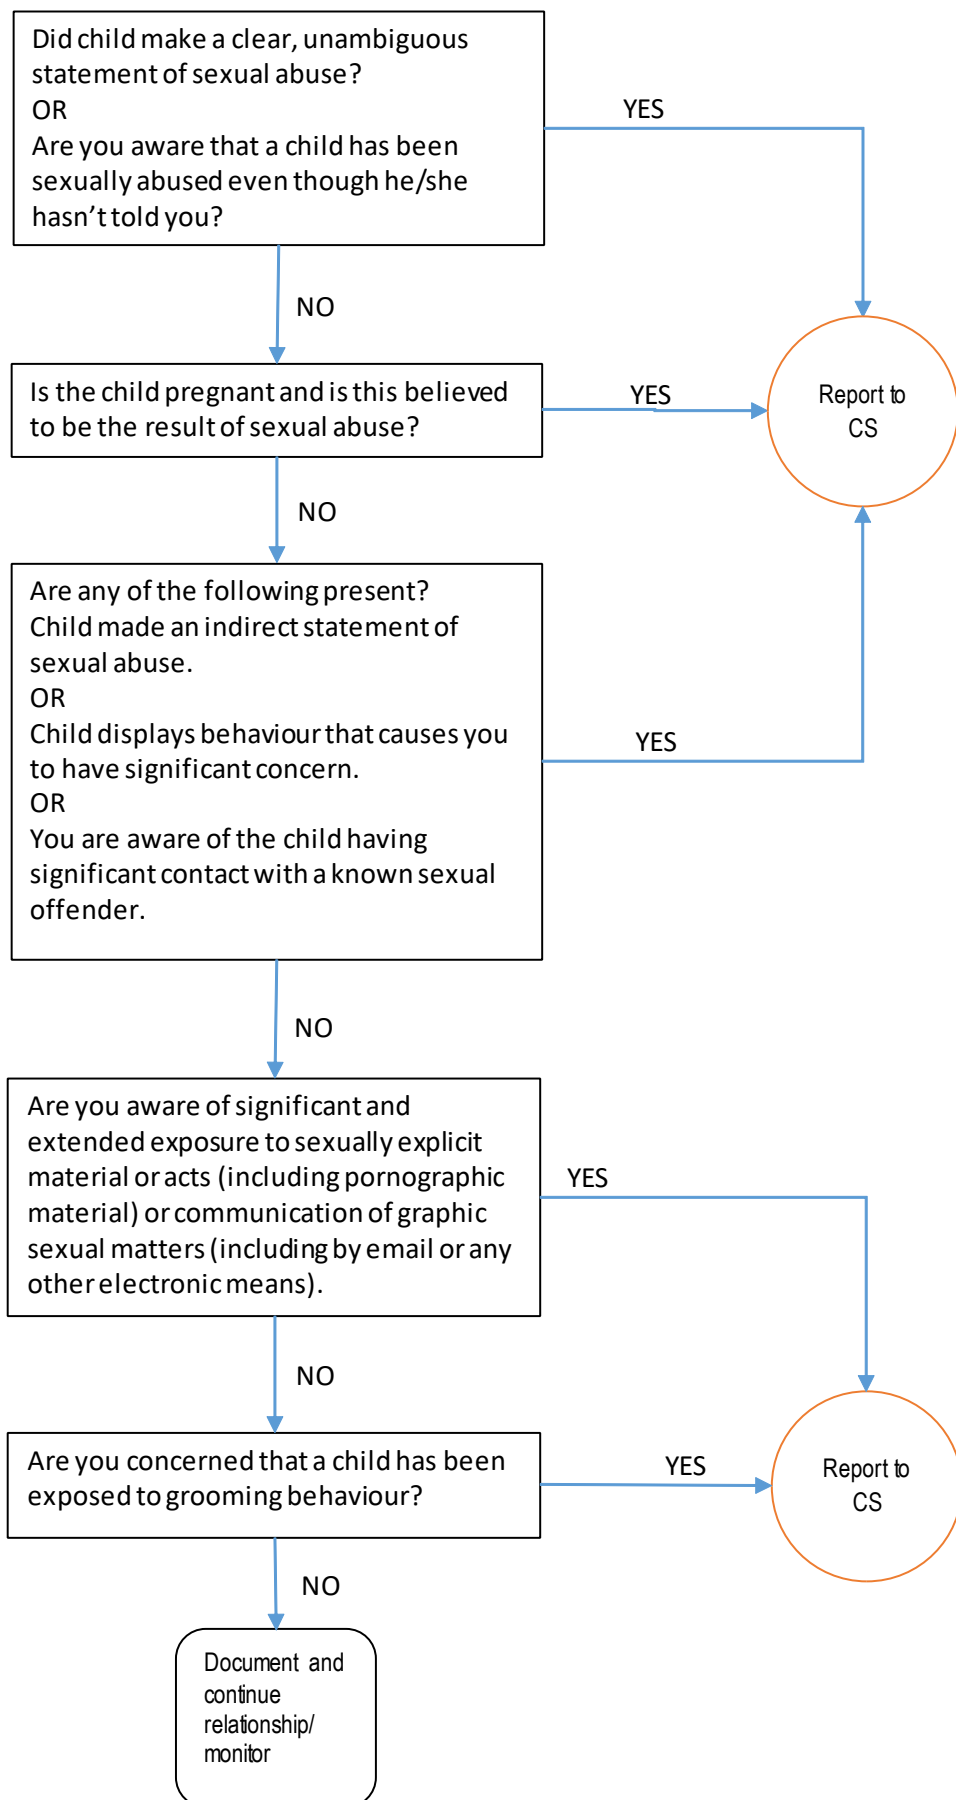 Did child make a clear, unambiguous
statement of sexual abuse?
OR
Are you aware that a child has been
sexually abused even though he/she
hasn't told you?
YES
NO
Report to
CS
Is the child pregnant and is this believed
to be the result of sexual abuse?
YES
NO
Are any of the following present?
Child made an indirect statement of
sexual abuse.
OR
Child displays behaviour that causes you
to have significant concern.
OR
You are aware of the child having
significant contact with a known sexual
offender.
YES
NO
Are you aware of significant and
extended exposure to sexually explicit
material or acts (including pornographic
material) or communication of graphic
sexual matters (including by email or any
other electronic means).
YES
NO
Are you concerned that a child has been
exposed to grooming behaviour?
YES
Report to
CS
NO
Document and
continue
relationship/
monitor